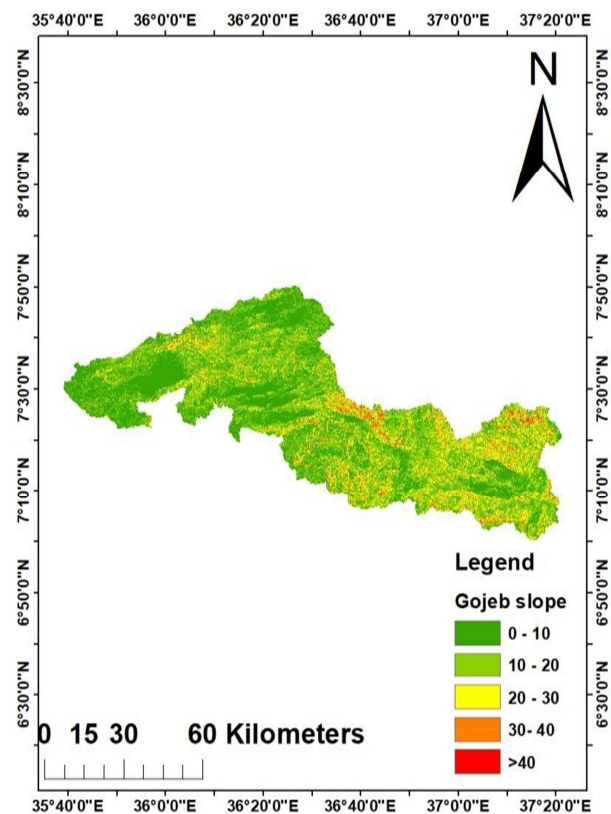 35°40'0"E 36°0'0"E 36°20'0"E 36°40'0"E 37°0'0"E 37°20'0"E
N
8°30'0"N 8°30'0"N
8°10'0"N 8°10'0"N
7°50'0"N 7°50'0"N
7°30'0"N 7°30'0"N
7°10'0"N 7°10'0"N
6°50'0"N 6°50'0"N
6°30'0"N 6°30'0"N
Legend
Gojeb slope
0 - 10
10 - 20
20 - 30
30- 40
>40
0 15 30 60 Kilometers
35°40'0"E 36°0'0"E 36°20'0"E 36°40'0"E 37°0'0"E 37°20'0"E